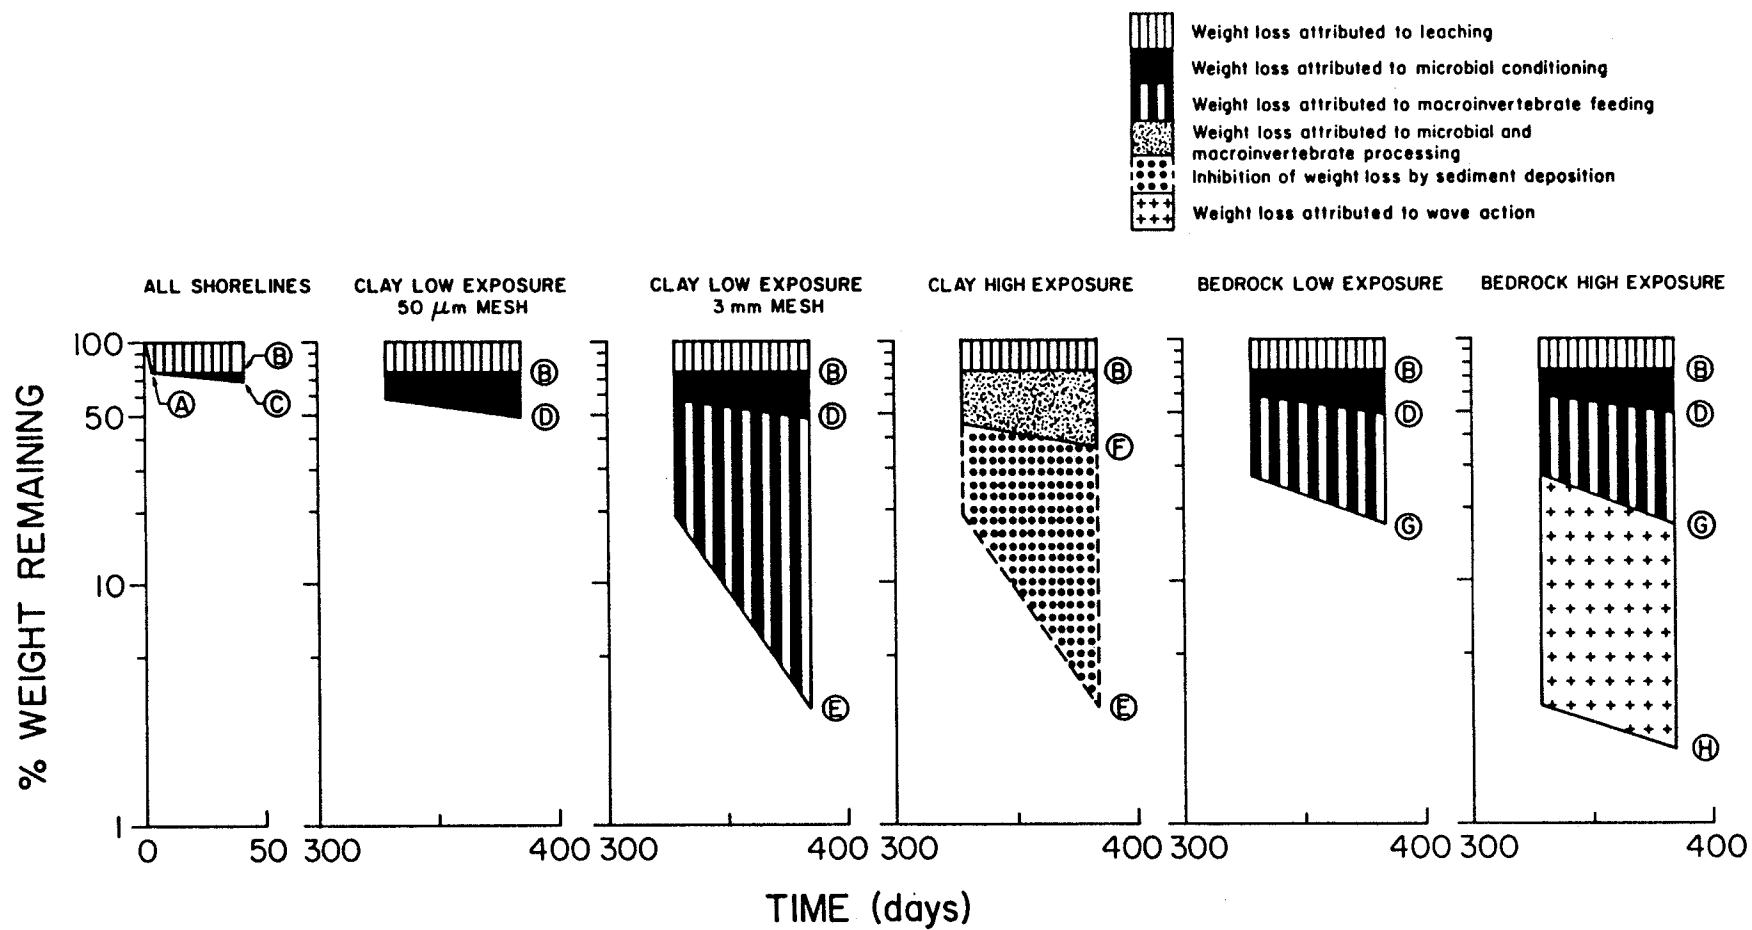 Weight loss attributed to leaching
Weight loss attributed to microbial conditioning
Weight loss attributed to macroinvertebrate feeding
Weight loss attributed to microbial and
macroinvertebrate processing
Inhibition of weight loss by sediment deposition
Weight loss attributed to wave action
ALL SHORELINES
CLAY LOW EXPOSURE
50 μm MESH
CLAY LOW EXPOSURE
3 mm MESH
CLAY HIGH EXPOSURE
BEDROCK LOW EXPOSURE
BEDROCK HIGH EXPOSURE
% WEIGHT REMAINING
100
50
10
1
A
B
C
B
D
B
D
E
B
F
E
B
D
G
B
D
G
H
0 50 300 400 300 400 300 400 300 400 300 400
TIME (days)